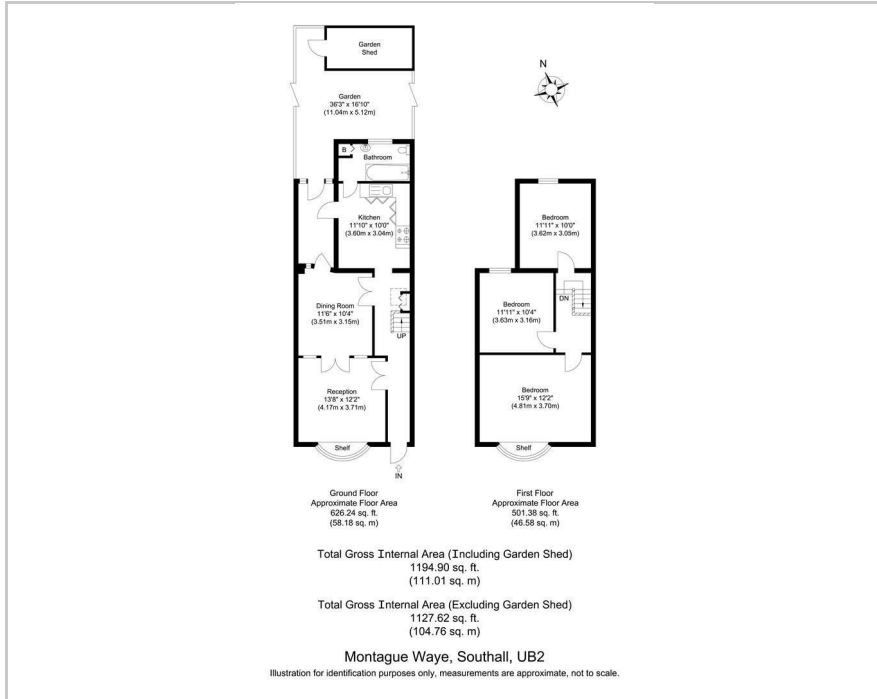 Garden
Shed
N
Garden
36'3" x 16'10"
(11.04m x 5.12m)
B
Bathroom
Kitchen
11'10" x 10'0"
(3.60m x 3.04m)
Dining Room
11'6" x 10'4"
(3.51m x 3.15m)
UP
Reception
13'8" x 12'2"
(4.17m x 3.71m)
Shelf
IN
Bedroom
11'11" x 10'0"
(3.62m x 3.05m)
Bedroom
11'11" x 10'4"
(3.63m x 3.16m)
DN
Bedroom
15'9" x 12'2"
(4.81m x 3.70m)
Shelf
Ground Floor
Approximate Floor Area
626.24 sq. ft.
(58.18 sq. m)
First Floor
Approximate Floor Area
501.38 sq. ft.
(46.58 sq. m)
Total Gross Internal Area (Including Garden Shed)
1194.90 sq. ft.
(111.01 sq. m)
Total Gross Internal Area (Excluding Garden Shed)
1127.62 sq. ft.
(104.76 sq. m)
Montague Waye, Southall, UB2
Illustration for identification purposes only, measurements are approximate, not to scale.